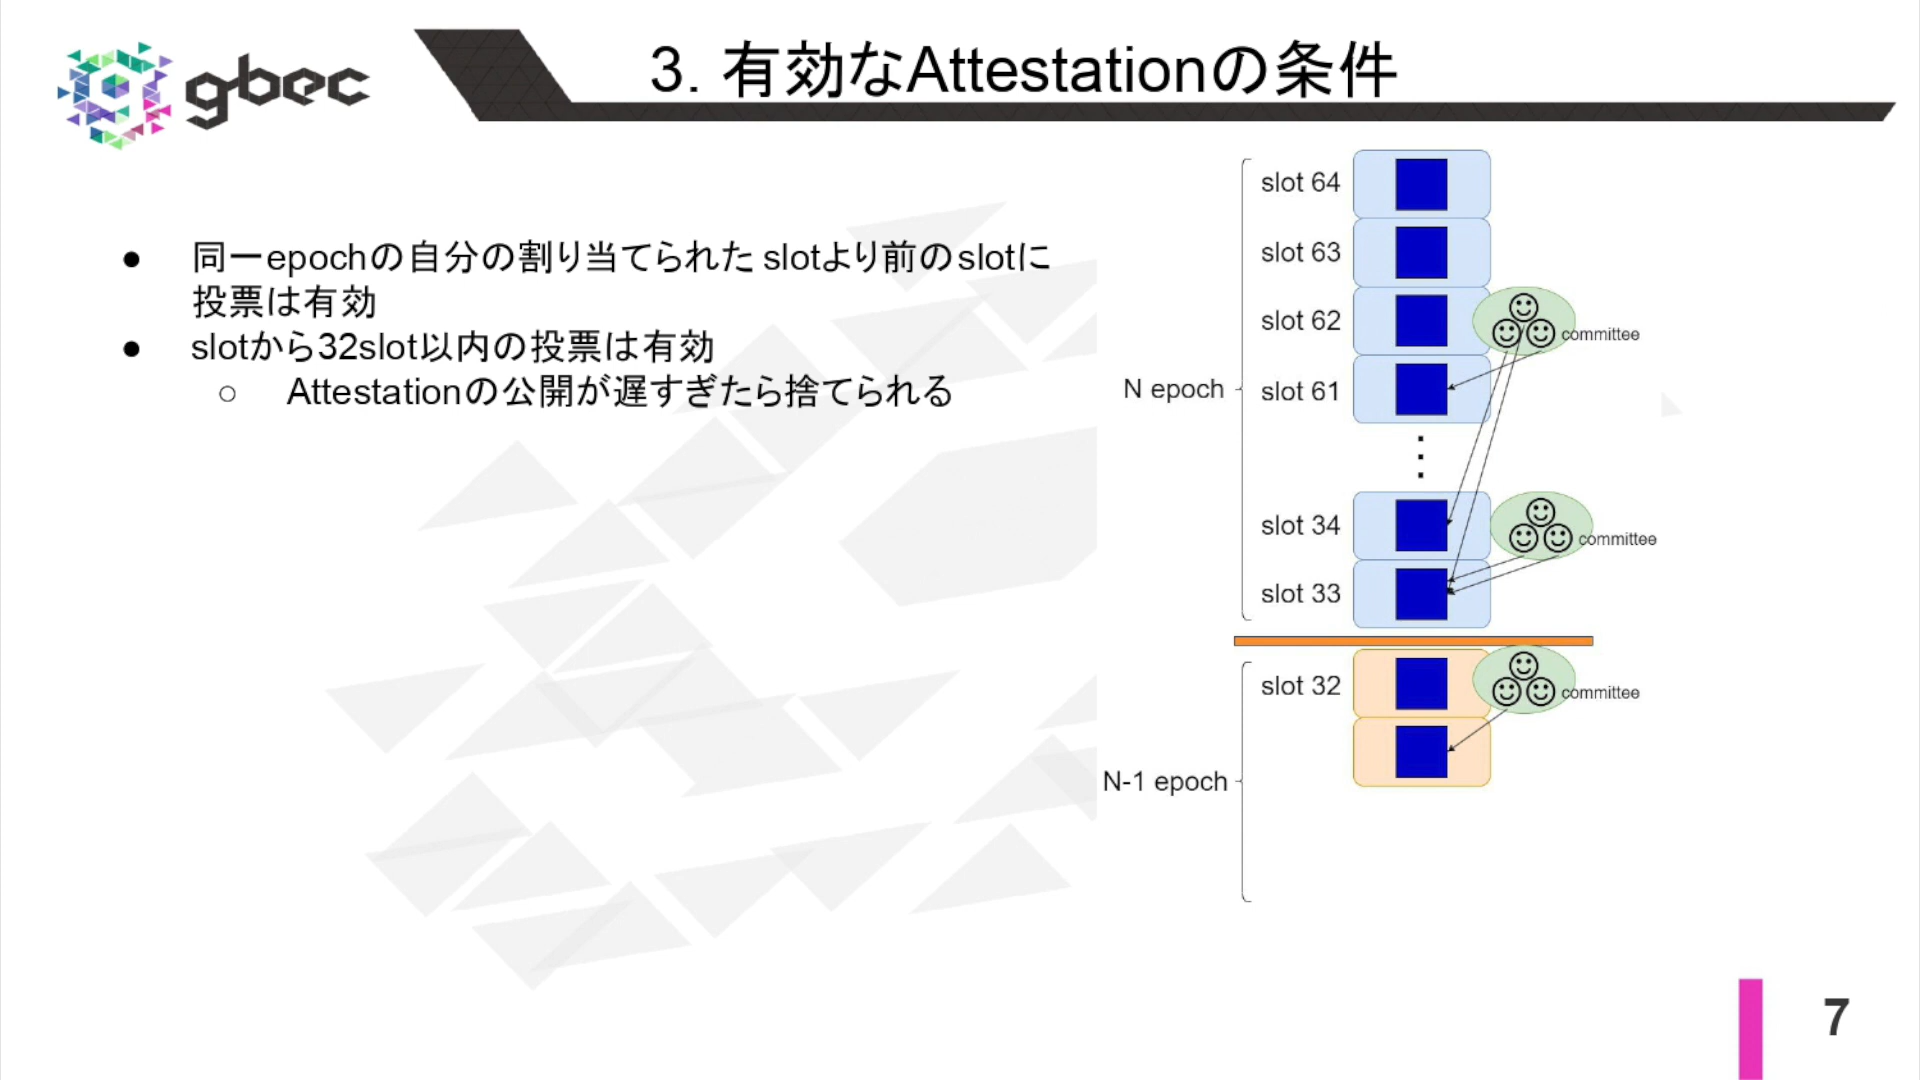 gbec
3. 有効なAttestationの条件
● 同一epochの自分の割り当てられた slotより前のslotに
投票は有効
● slotから32slot以内の投票は有効
○ Attestationの公開が遅すぎたら捨てられる
slot 64
slot 63
slot 62
committee
N epoch
slot 61
slot 34
committee
slot 33
slot 32
committee
N-1 epoch
7